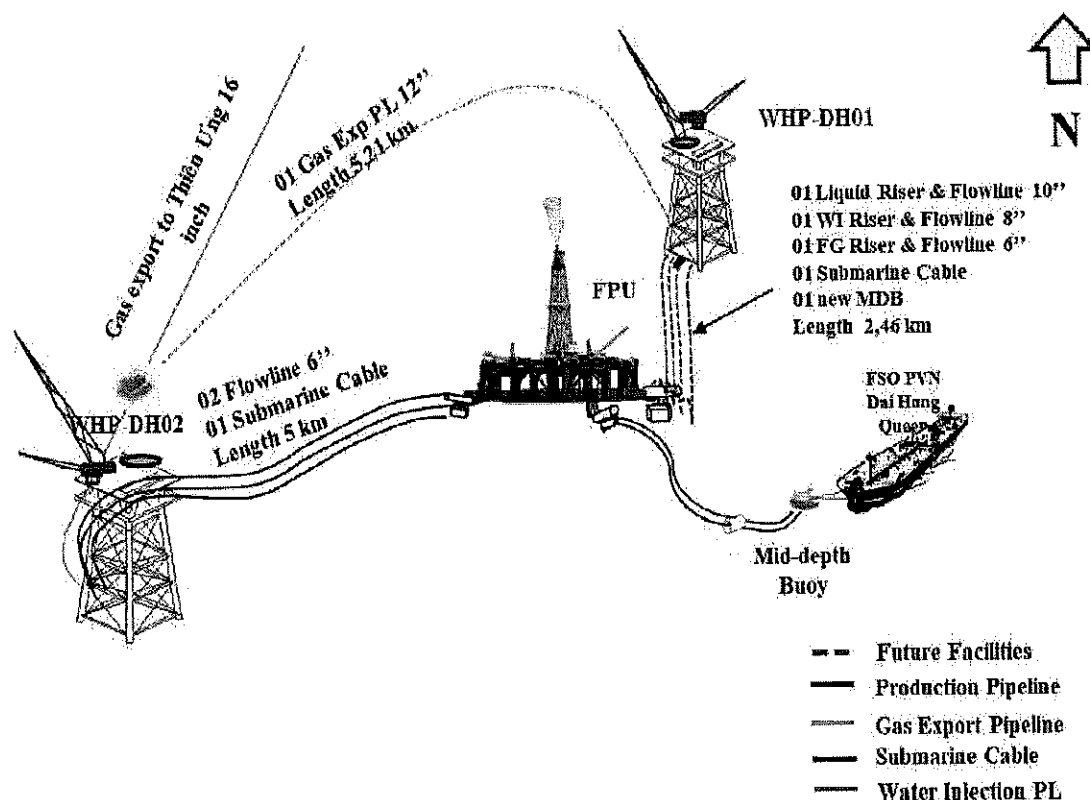 N
Gas export to Thiên Ưng 16
inch
01 Gas Exp PL 12”
Length 5,21 km
WHP-DH01
01 Liquid Riser & Flowline 10”
01 WI Riser & Flowline 8”
01 FG Riser & Flowline 6”
01 Submarine Cable
01 new MDB
Length 2,46 km
FPU
WHP-DH02
02 Flowline 6”
01 Submarine Cable
Length 5 km
FSO PVN
Dai Hung
Queen
Mid-depth
Buoy
Future Facilities
Production Pipeline
Gas Export Pipeline
Submarine Cable
Water Injection PL